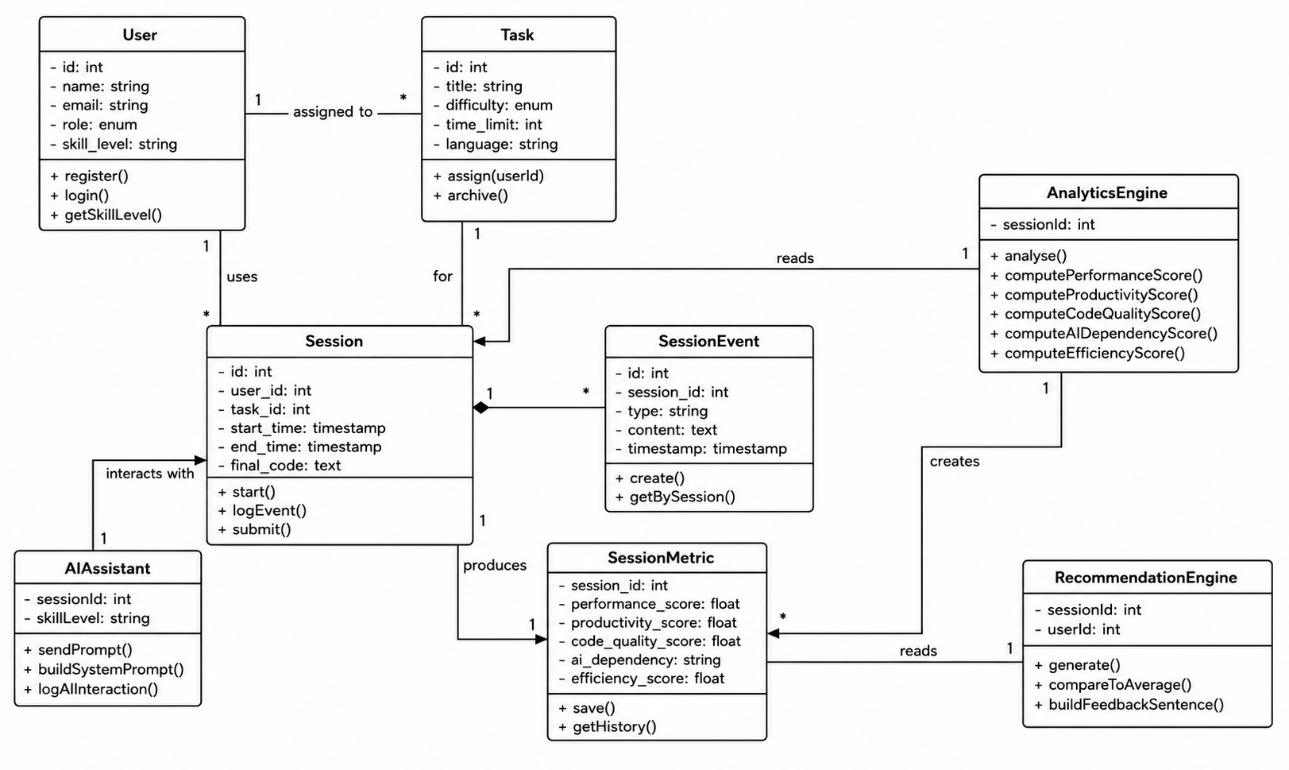 User
- id: int
- name: string
- email: string
- role: enum
- skill_level: string
+ register()
+ login()
+ getSkillLevel()
1
assigned to
*
Task
- id: int
- title: string
- difficulty: enum
- time_limit: int
- language: string
+ assign(userId)
+ archive()
1
uses
*
1
for
*
AnalyticsEngine
- sessionId: int
+ analyse()
+ computePerformanceScore()
+ computeProductivityScore()
+ computeCodeQualityScore()
+ computeAIDependencyScore()
+ computeEfficiencyScore()
reads
1
Session
- id: int
- user_id: int
- task_id: int
- start_time: timestamp
- end_time: timestamp
- final_code: text
+ start()
+ logEvent()
+ submit()
1
*
SessionEvent
- id: int
- session_id: int
- type: string
- content: text
- timestamp: timestamp
+ create()
+ getBySession()
1
creates
*
interacts with
1
AIAssistant
- sessionId: int
- skillLevel: string
+ sendPrompt()
+ buildSystemPrompt()
+ logAIInteraction()
1
produces
1
SessionMetric
- session_id: int
- performance_score: float
- productivity_score: float
- code_quality_score: float
- ai_dependency: string
- efficiency_score: float
+ save()
+ getHistory()
reads
1
RecommendationEngine
- sessionId: int
- userId: int
+ generate()
+ compareToAverage()
+ buildFeedbackSentence()